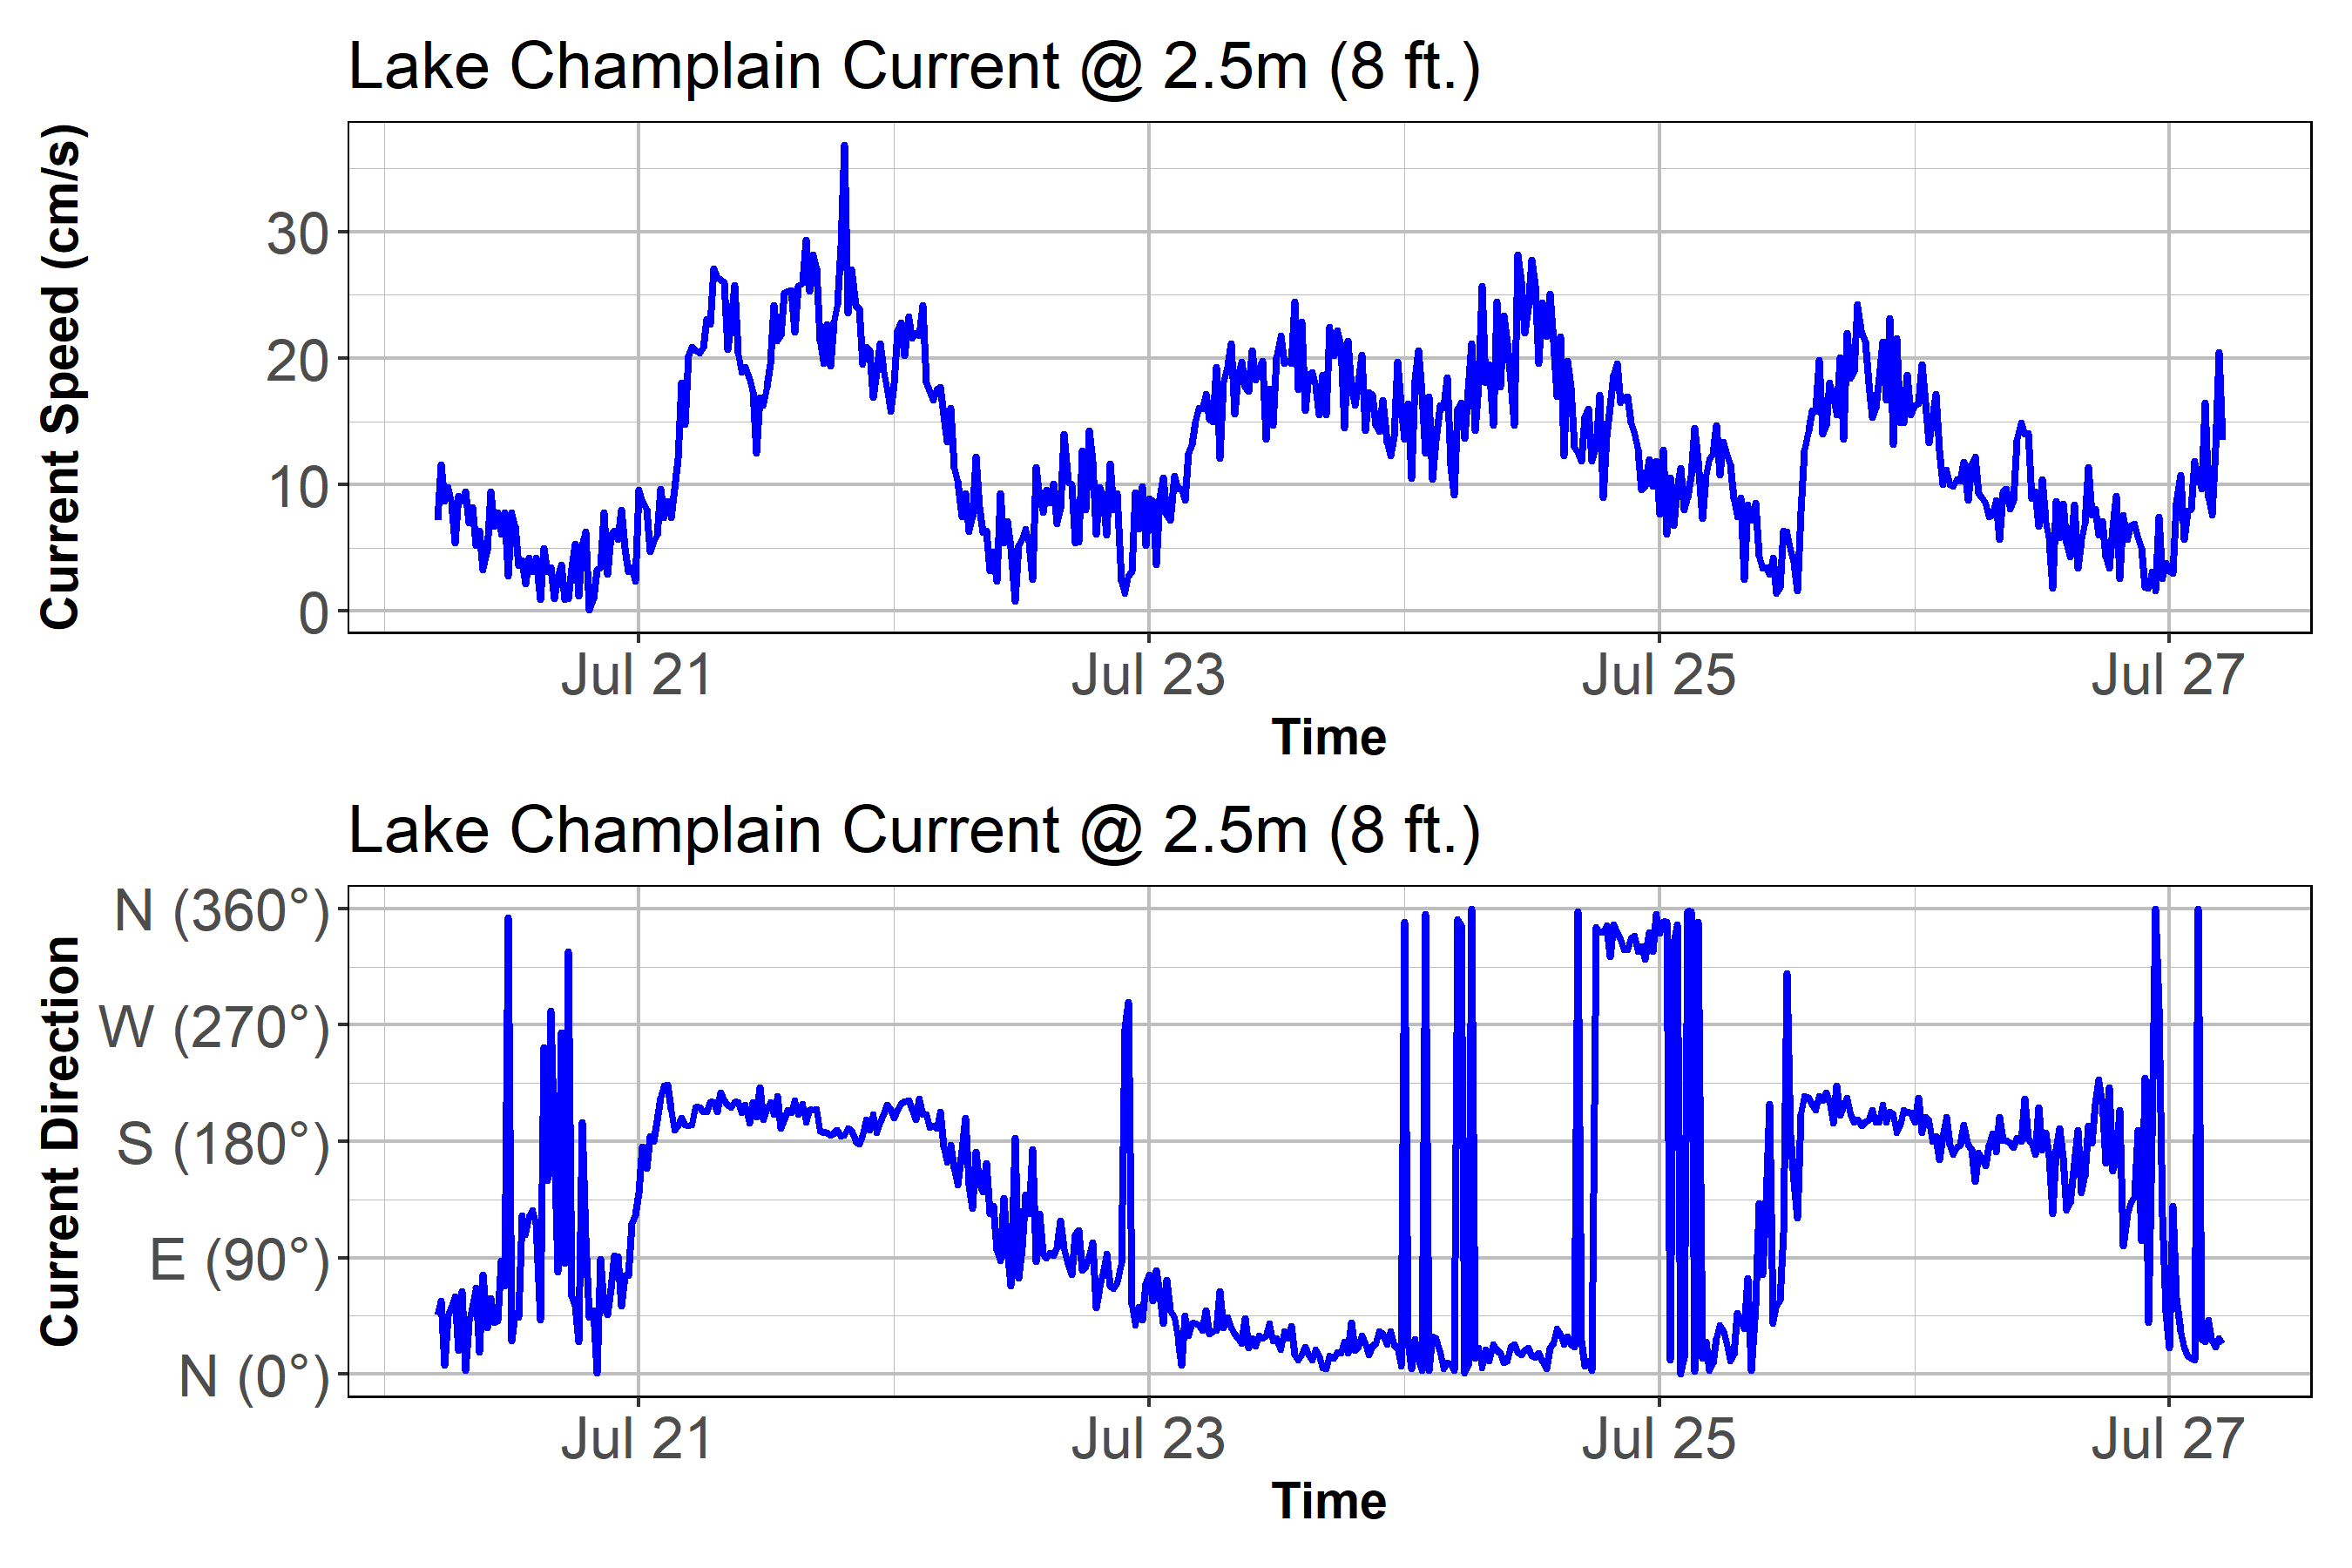 Lake Champlain Current @ 2.5m (8 ft.)
Current Speed (cm/s)
30
20
10
0
Jul 21 Jul 23 Jul 25 Jul 27
Time
Lake Champlain Current @ 2.5m (8 ft.)
Current Direction
N (360°)
W (270°)
S (180°)
E (90°)
N (0°)
Jul 21 Jul 23 Jul 25 Jul 27
Time